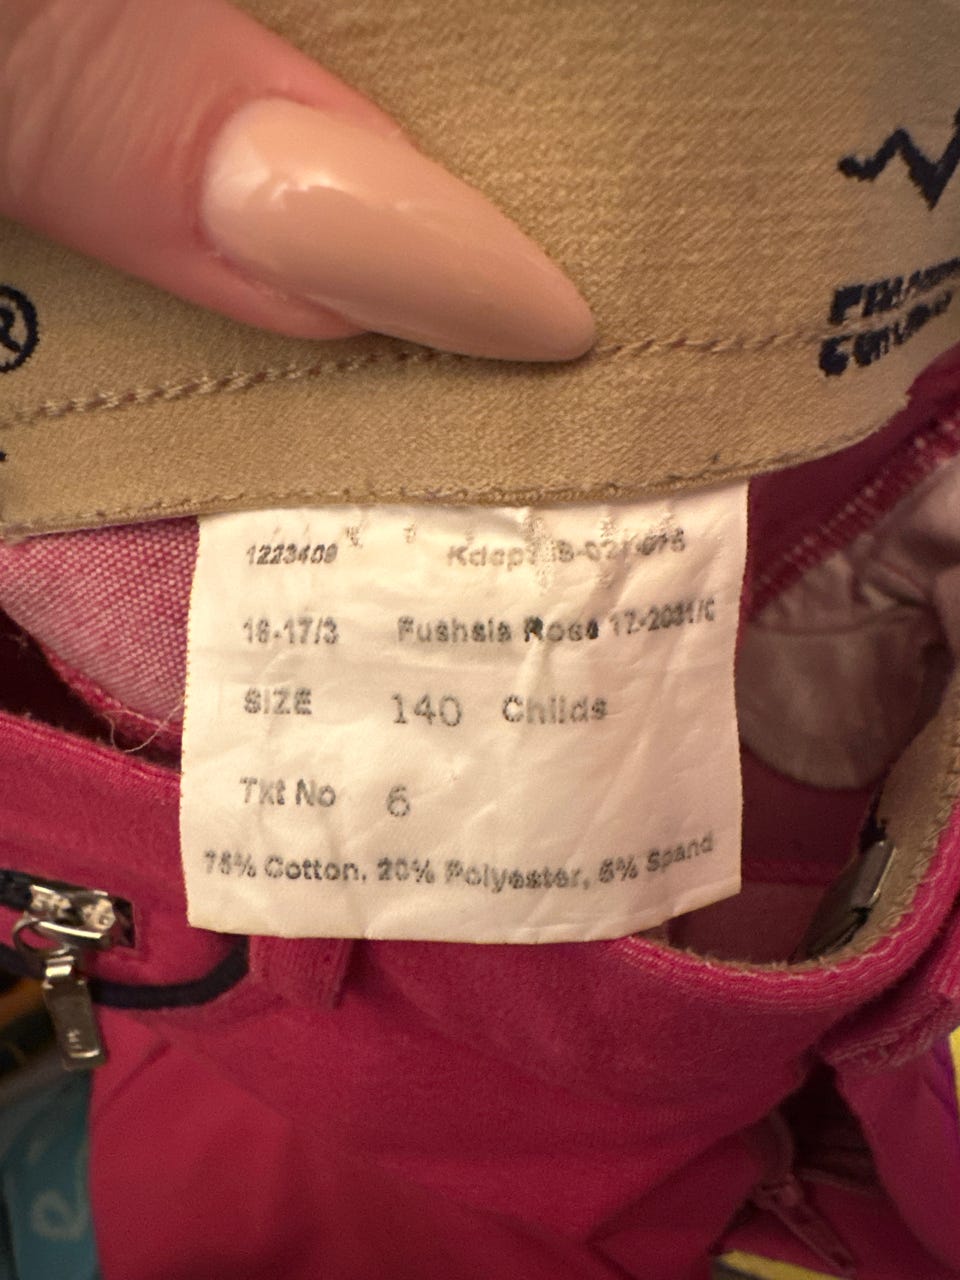 ®
1223409
16-17/3 Fushsia Rose 17-2031/C
SIZE 140 Childs
Tkt No 6
75% Cotton, 20% Polyester, 5% Spand